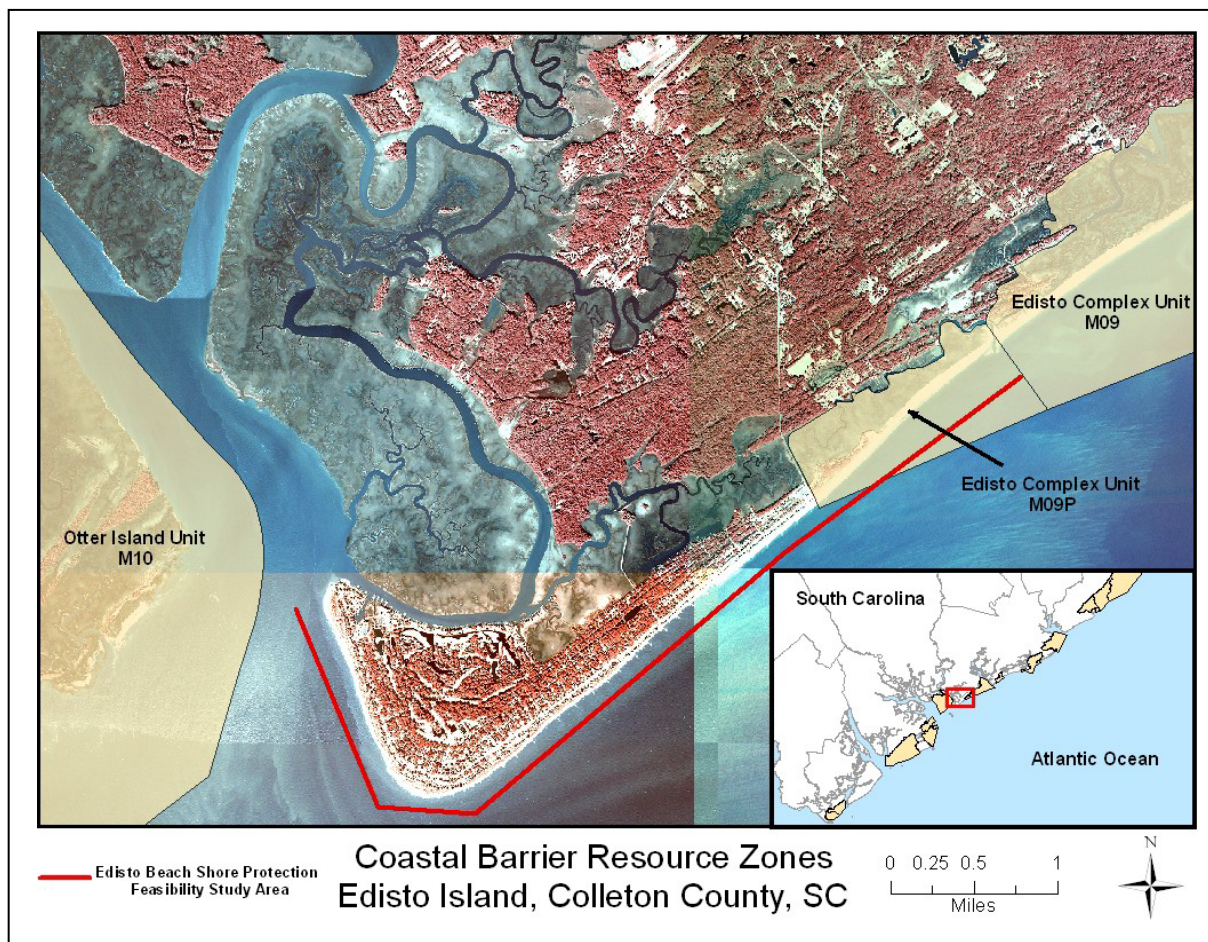 Edisto Complex Unit
M09
Edisto Complex Unit
M09P
Otter Island Unit
M10
South Carolina
Atlantic Ocean
Edisto Beach Shore Protection
Feasibility Study Area
Coastal Barrier Resource Zones
Edisto Island, Colleton County, SC
0 0.25 0.5 1
Miles
N